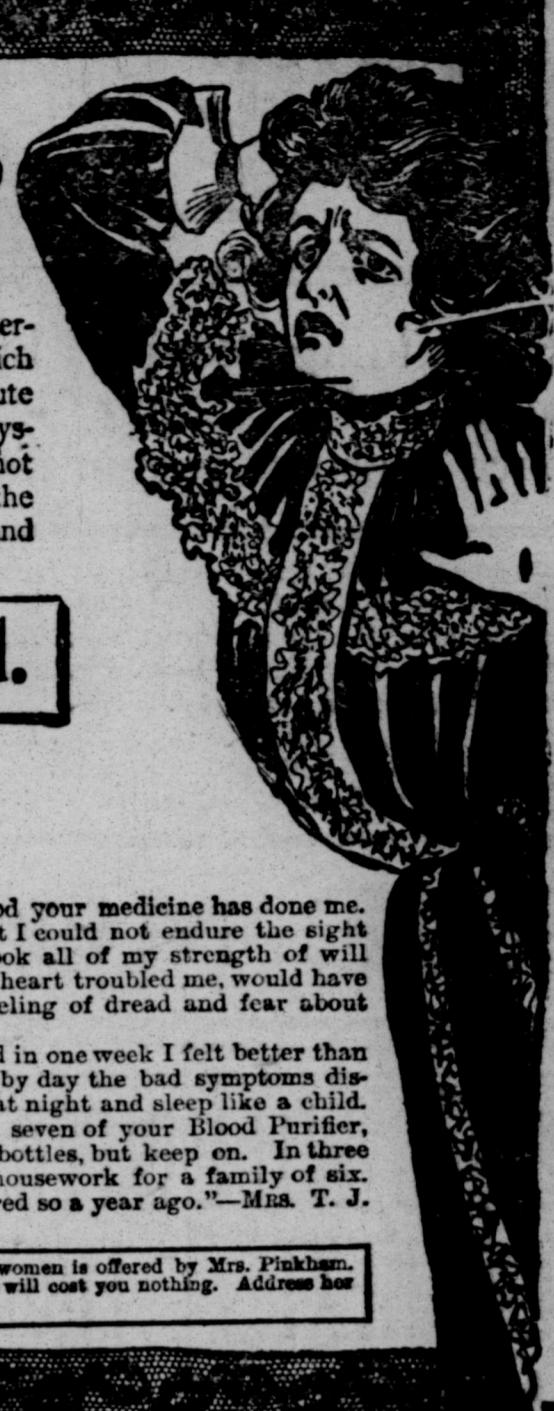 er-
ich
ute
ys-
not
the
nd
l.
od your medicine has done me.
t I could not endure the sight
ook all of my strength of will
heart troubled me, would have
eling of dread and fear about
d in one week I felt better than
by day the bad symptoms dis-
at night and sleep like a child.
seven of your Blood Purifier,
bottles, but keep on. In three
housework for a family of six.
red so a year ago."—MRS. T. J.
women is offered by Mrs. Pinkham.
will cost you nothing. Address her